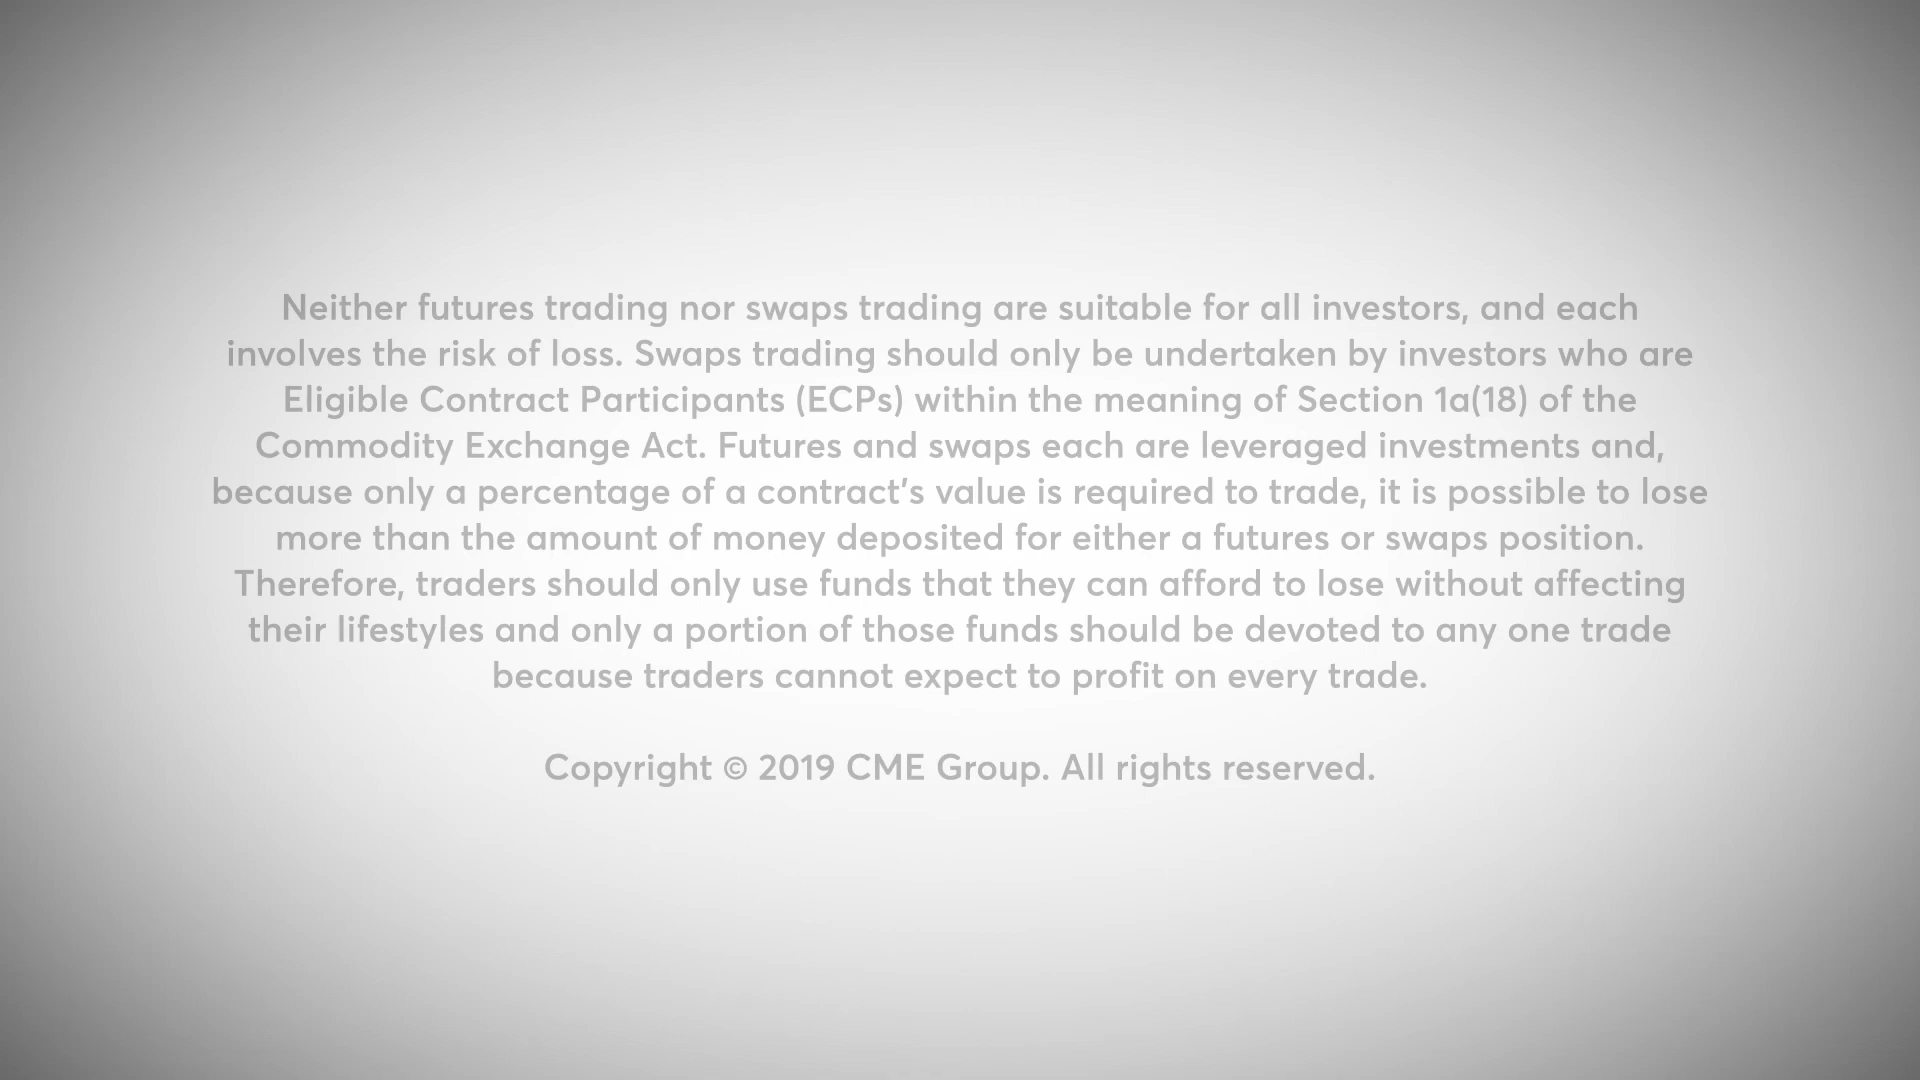 Neither futures trading nor swaps trading are suitable for all investors, and each
involves the risk of loss. Swaps trading should only be undertaken by investors who are
Eligible Contract Participants (ECPs) within the meaning of Section 1a(18) of the
Commodity Exchange Act. Futures and swaps each are leveraged investments and,
because only a percentage of a contract's value is required to trade, it is possible to lose
more than the amount of money deposited for either a futures or swaps position.
Therefore, traders should only use funds that they can afford to lose without affecting
their lifestyles and only a portion of those funds should be devoted to any one trade
because traders cannot expect to profit on every trade.
Copyright © 2019 CME Group. All rights reserved.